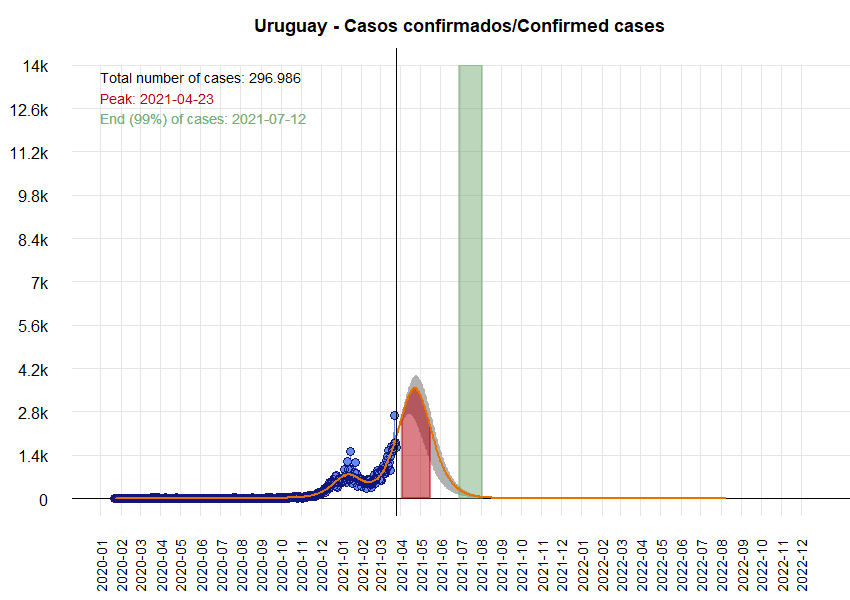 Uruguay - Casos confirmados/Confirmed cases
Total number of cases: 296.986
Peak: 2021-04-23
End (99%) of cases: 2021-07-12
14k
12.6k
11.2k
9.8k
8.4k
7k
5.6k
4.2k
2.8k
1.4k
0
2020-01
2020-02
2020-03
2020-04
2020-05
2020-06
2020-07
2020-08
2020-09
2020-10
2020-11
2020-12
2021-01
2021-02
2021-03
2021-04
2021-05
2021-06
2021-07
2021-08
2021-09
2021-10
2021-11
2021-12
2022-01
2022-02
2022-03
2022-04
2022-05
2022-06
2022-07
2022-08
2022-09
2022-10
2022-11
2022-12